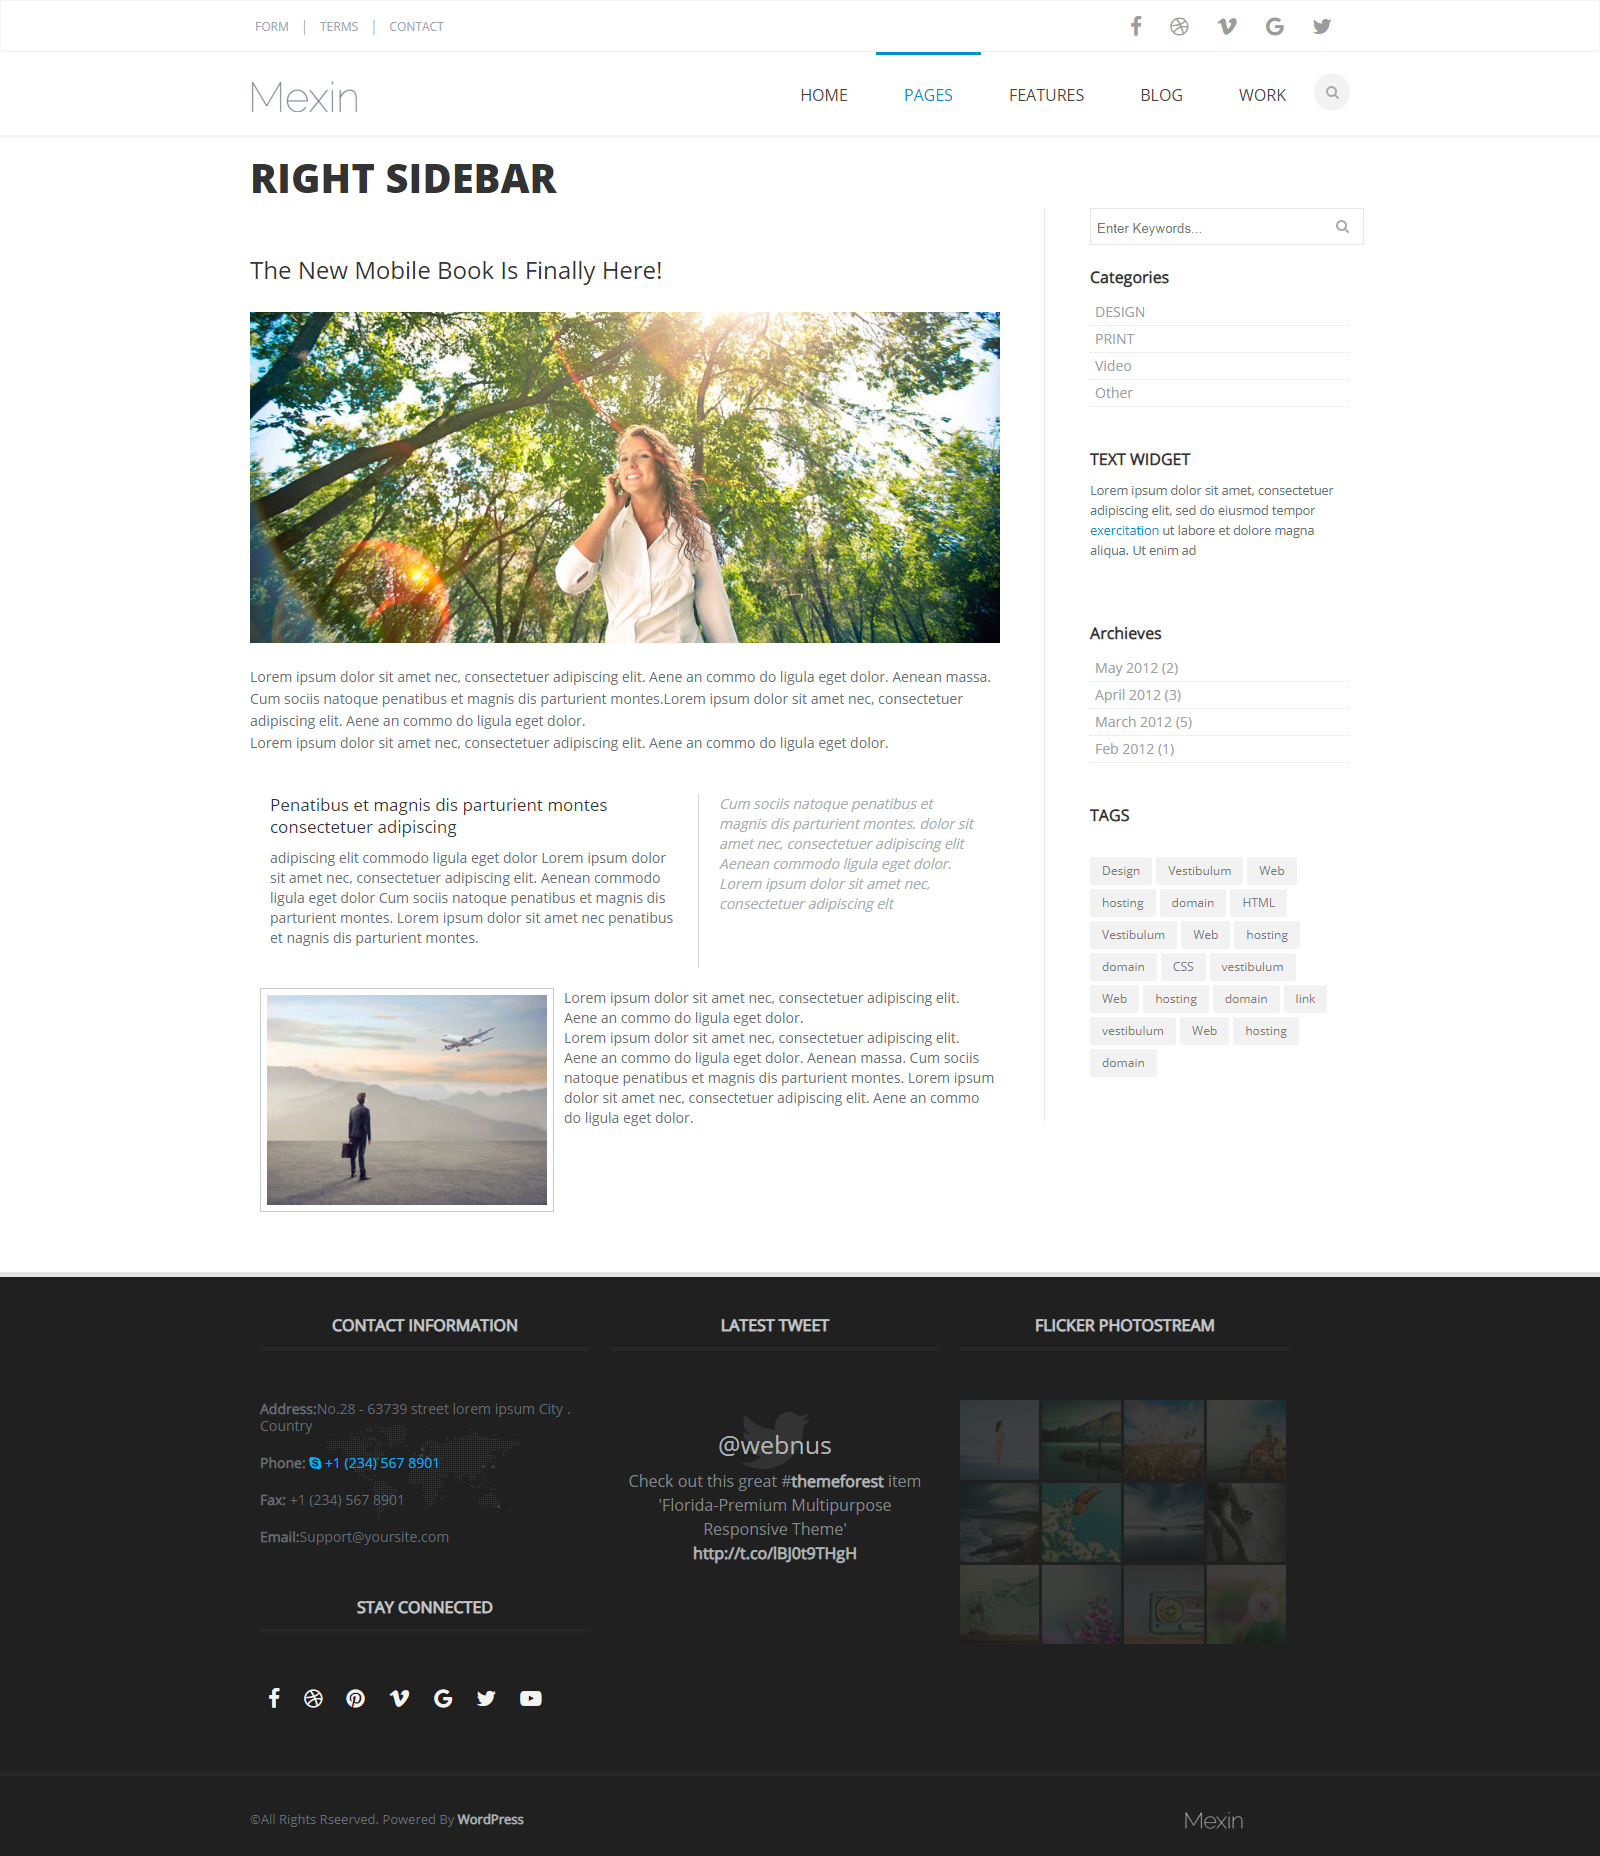 FORM | TERMS | CONTACT
Mexin
HOME PAGES FEATURES BLOG WORK
RIGHT SIDEBAR
The New Mobile Book Is Finally Here!
Lorem ipsum dolor sit amet nec, consectetuer adipiscing elit. Aene an commo do ligula eget dolor. Aenean massa.
Cum sociis natoque penatibus et magnis dis parturient montes.Lorem ipsum dolor sit amet nec, consectetuer
adipiscing elit. Aene an commo do ligula eget dolor.
Lorem ipsum dolor sit amet nec, consectetuer adipiscing elit. Aene an commo do ligula eget dolor.
Penatibus et magnis dis parturient montes
consectetuer adipiscing
adipiscing elit commodo ligula eget dolor Lorem ipsum dolor
sit amet nec, consectetuer adipiscing elit. Aenean commodo
ligula eget dolor Cum sociis natoque penatibus et magnis dis
parturient montes. Lorem ipsum dolor sit amet nec penatibus
et nagnis dis parturient montes.
Cum sociis natoque penatibus et
magnis dis parturient montes. dolor sit
amet nec, consectetuer adipiscing elit
Aenean commodo ligula eget dolor.
Lorem ipsum dolor sit amet nec,
consectetuer adipiscing elt
Lorem ipsum dolor sit amet nec, consectetuer adipiscing elit.
Aene an commo do ligula eget dolor.
Lorem ipsum dolor sit amet nec, consectetuer adipiscing elit.
Aene an commo do ligula eget dolor. Aenean massa. Cum sociis
natoque penatibus et magnis dis parturient montes. Lorem ipsum
dolor sit amet nec, consectetuer adipiscing elit. Aene an commo
do ligula eget dolor.
Enter Keywords...
Categories
DESIGN
PRINT
Video
Other
TEXT WIDGET
Lorem ipsum dolor sit amet, consectetuer
adipiscing elit, sed do eiusmod tempor
exercitation ut labore et dolore magna
aliqua. Ut enim ad
Archieves
May 2012 (2)
April 2012 (3)
March 2012 (5)
Feb 2012 (1)
TAGS
Design Vestibulum Web
hosting domain HTML
Vestibulum Web hosting
domain CSS vestibulum
Web hosting domain link
vestibulum Web hosting
domain
CONTACT INFORMATION
Address:No.28 - 63739 street lorem ipsum City .
Country
Phone: +1 (234) 567 8901
Fax: +1 (234) 567 8901
Email:Support@yoursite.com
STAY CONNECTED
LATEST TWEET
@webnus
Check out this great #themeforest item
'Florida-Premium Multipurpose
Responsive Theme'
http://t.co/lBJ0t9THgH
FLICKER PHOTOSTREAM
©All Rights Rseerved. Powered By WordPress
Mexin